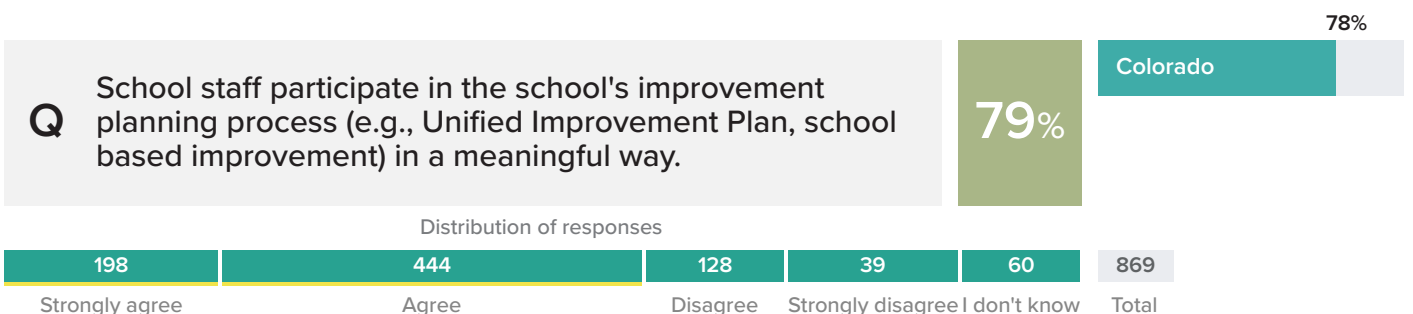 78%
Q
School staff participate in the school's improvement
planning process (e.g., Unified Improvement Plan, school
based improvement) in a meaningful way.
79%
Colorado
Distribution of responses
198 444 128 39 60 869
Strongly agree Agree Disagree Strongly disagree I don't know Total